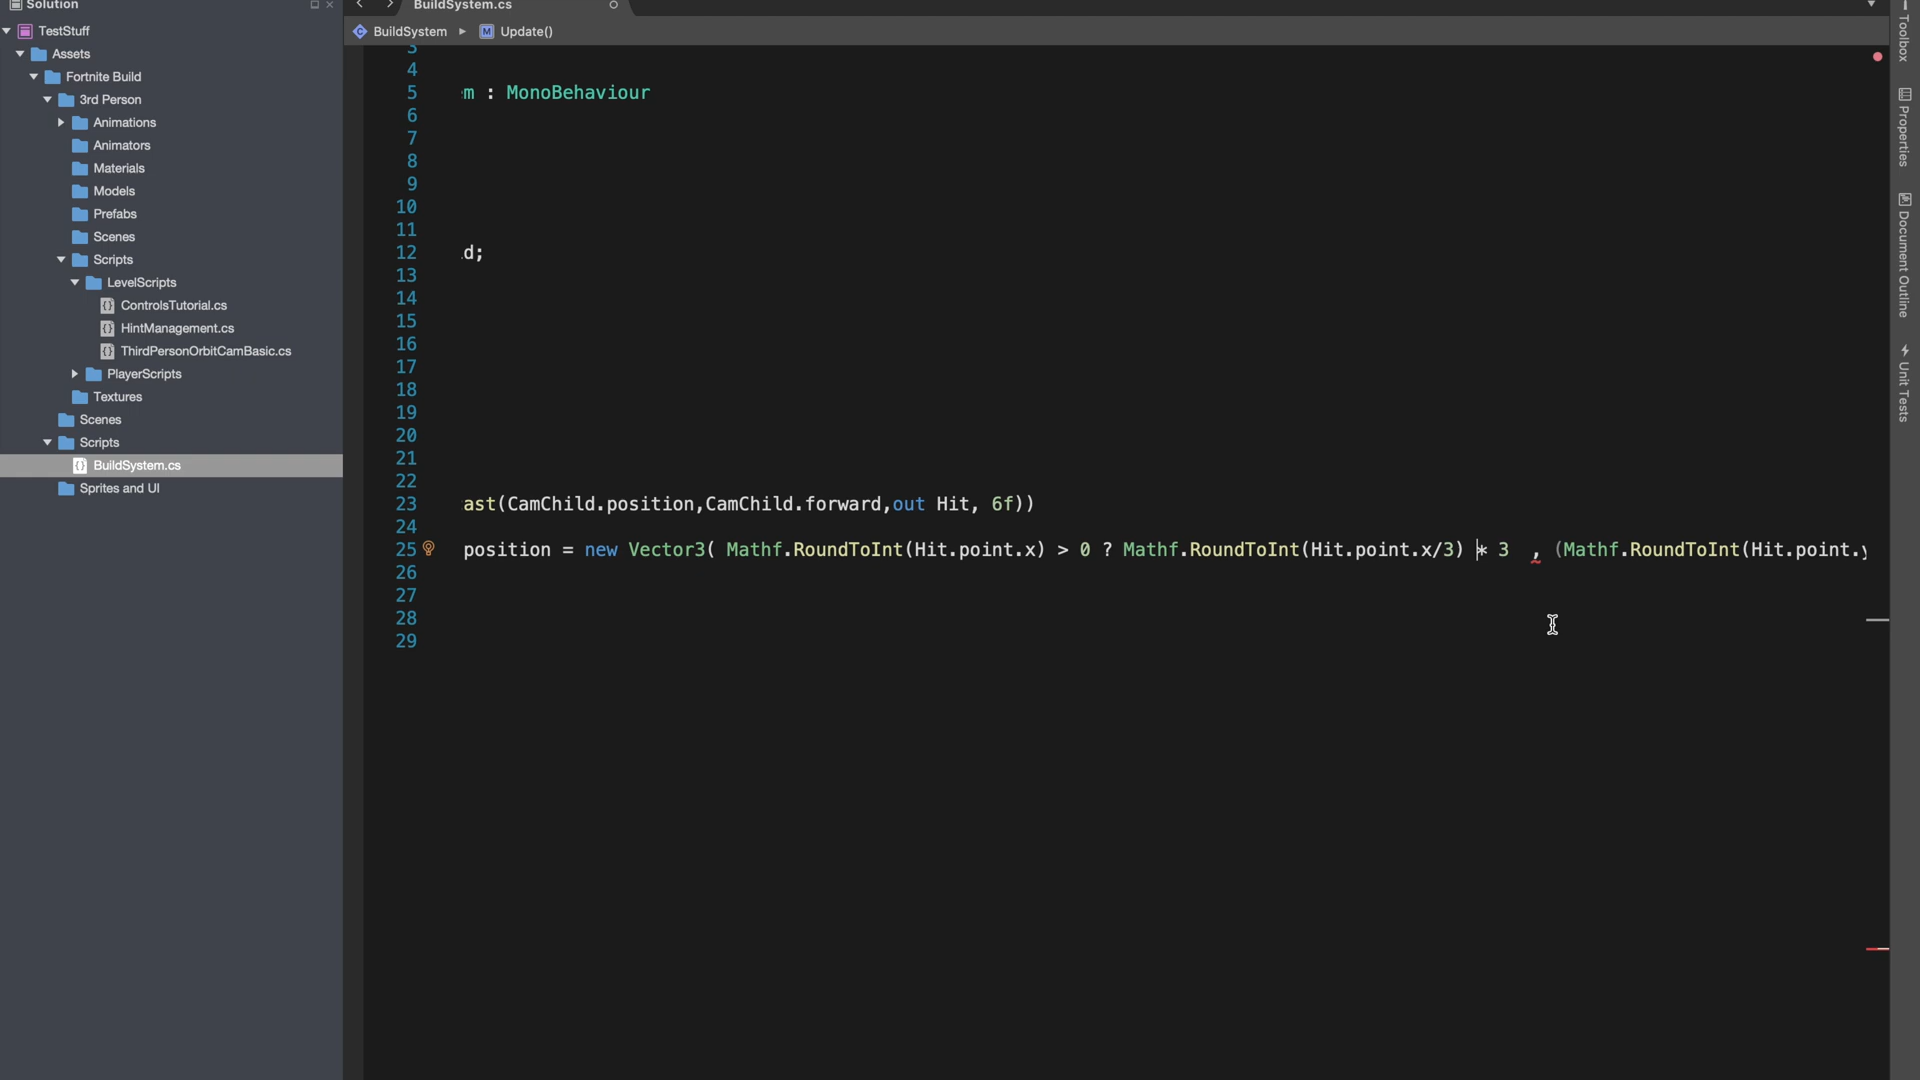 Solution
BuildSystem.cs
TestStuff
BuildSystem
Update()
Assets
Fortnite Build
3rd Person
Animations
Animators
Materials
Models
Prefabs
Scenes
Scripts
LevelScripts
ControlsTutorial.cs
HintManagement.cs
ThirdPersonOrbitCamBasic.cs
PlayerScripts
Textures
Scenes
Scripts
BuildSystem.cs
Sprites and UI
3
4
5 m : MonoBehaviour
6
7
8
9
10
11
12 d;
13
14
15
16
17
18
19
20
21
22
23 ast(CamChild.position,CamChild.forward,out Hit, 6f))
24
25 position = new Vector3( Mathf.RoundToInt(Hit.point.x) > 0 ? Mathf.RoundToInt(Hit.point.x/3) * 3  , (Mathf.RoundToInt(Hit.point.y
26
27
28
29
Toolbox
Properties
Document Outline
Unit Tests